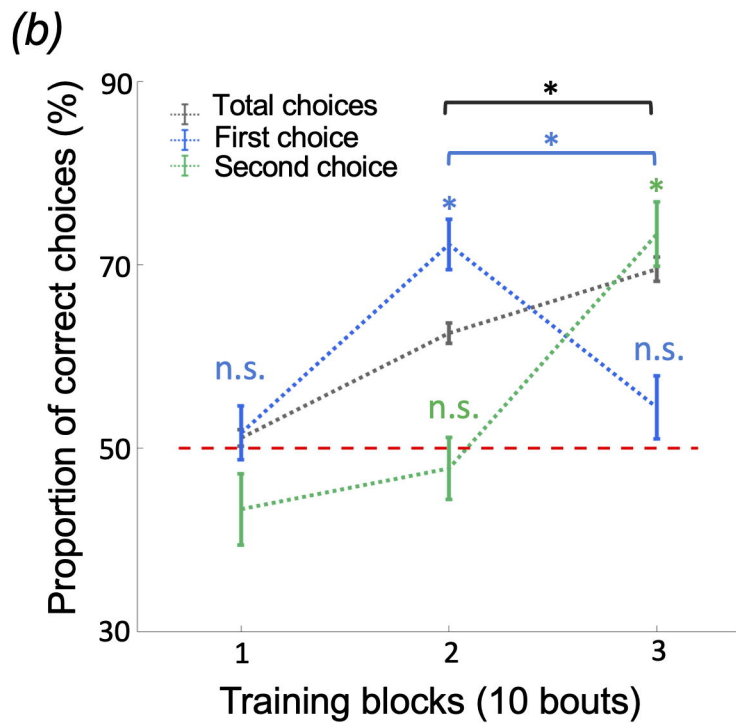 (b)
90
Total choices
First choice
Second choice
*
*
*
*
70
n.s.
n.s.
n.s.
50
30
1 2 3
Proportion of correct choices (%)
Training blocks (10 bouts)